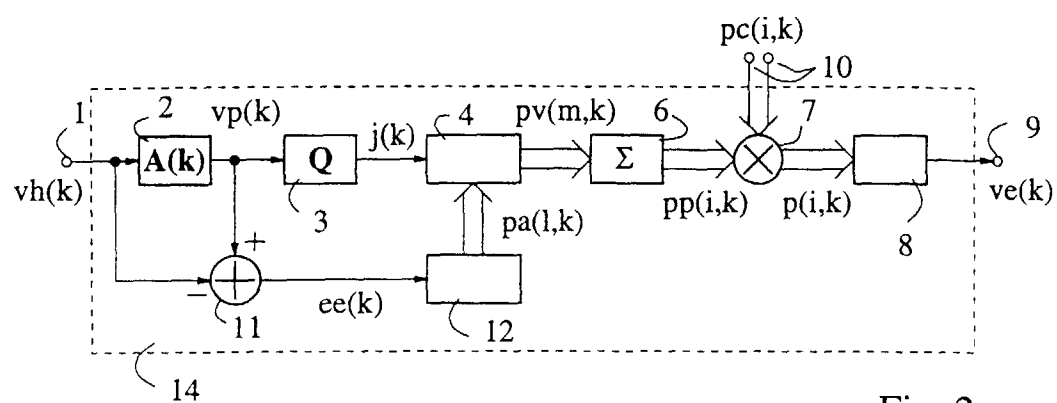 pc(i,k)
10
1
2
vp(k)
j(k)
4
pv(m,k)
6
7
9
A(k)
Q
Σ
vh(k)
3
pp(i,k)
p(i,k)
8
ve(k)
pa(l,k)
+
−
11
ee(k)
12
14